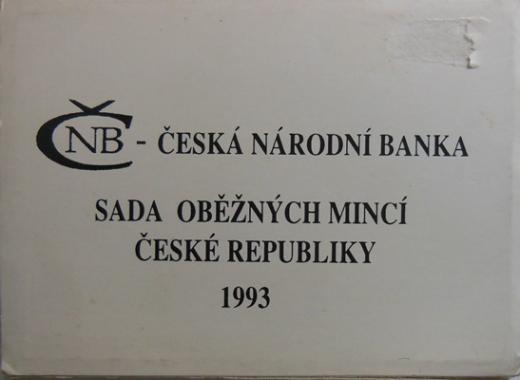 ČNB - ČESKÁ NÁRODNÍ BANKA
SADA OBĚŽNÝCH MINCÍ
ČESKÉ REPUBLIKY
1993